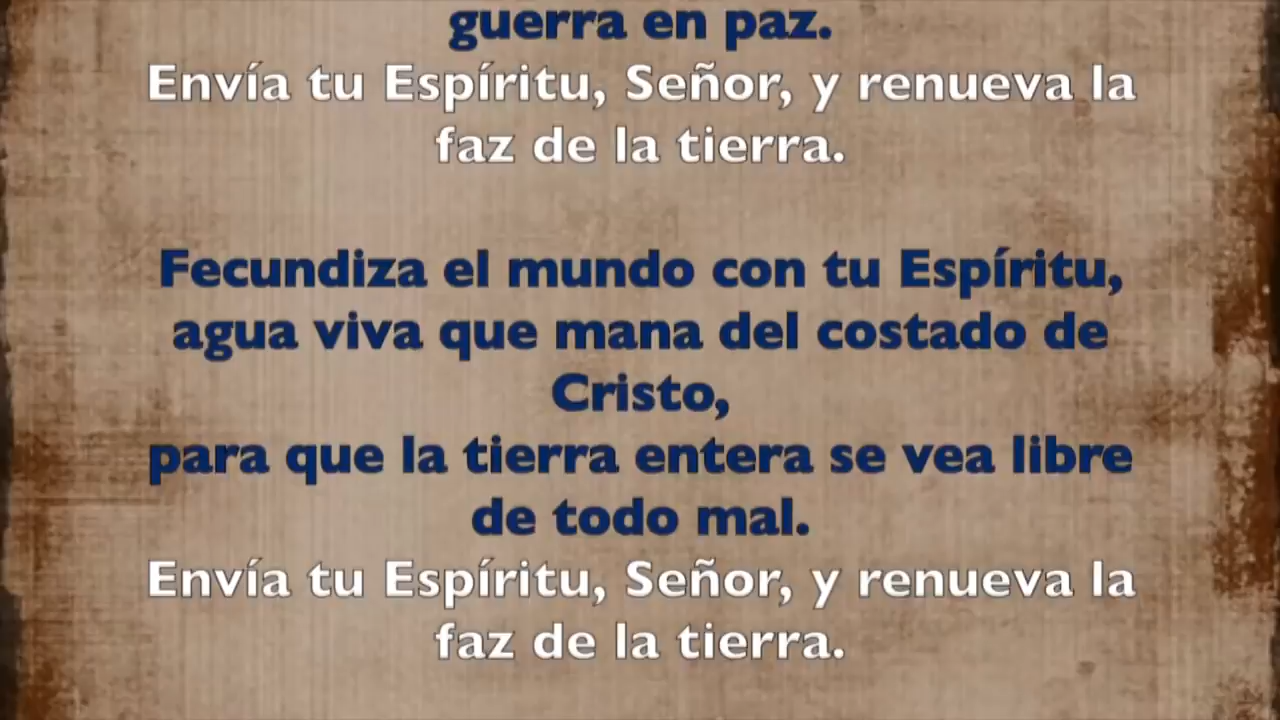 guerra en paz.
Envía tu Espíritu, Señor, y renueva la
faz de la tierra.
Fecundiza el mundo con tu Espíritu,
agua viva que mana del costado de
Cristo,
para que la tierra entera se vea libre
de todo mal.
Envía tu Espíritu, Señor, y renueva la
faz de la tierra.